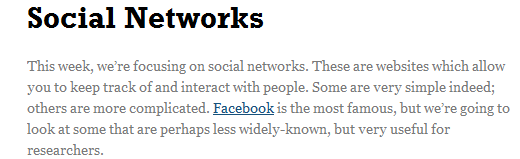 Social Networks
This week, we’re focusing on social networks. These are websites which allow
you to keep track of and interact with people. Some are very simple indeed;
others are more complicated. Facebook is the most famous, but we’re going to
look at some that are perhaps less widely-known, but very useful for
researchers.